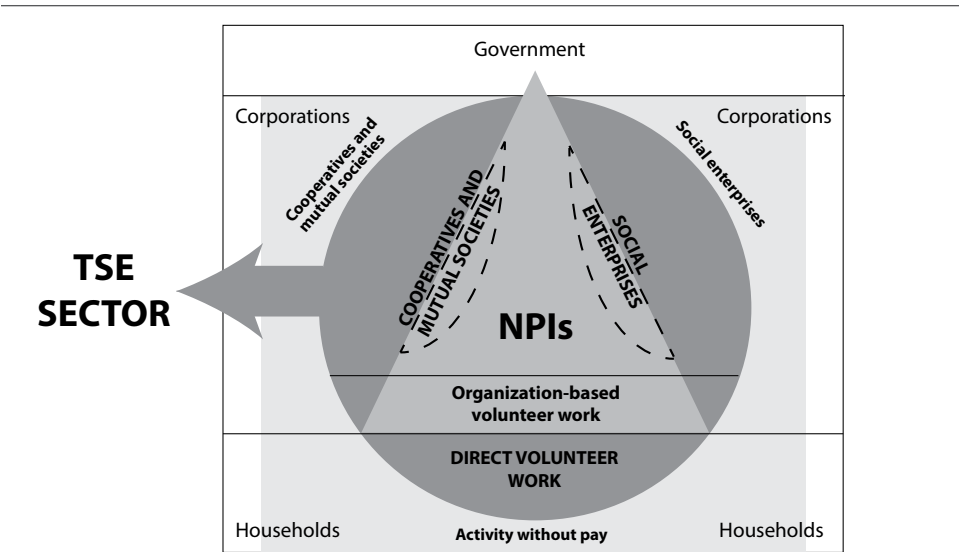 Government
Corporations
Corporations
Cooperatives and
mutual societies
Social enterprises
COOPERATIVES AND
MUTUAL SOCIETIES
SOCIAL
ENTERPRISES
TSE
SECTOR
NPIs
Organization-based
volunteer work
DIRECT VOLUNTEER
WORK
Households
Activity without pay
Households